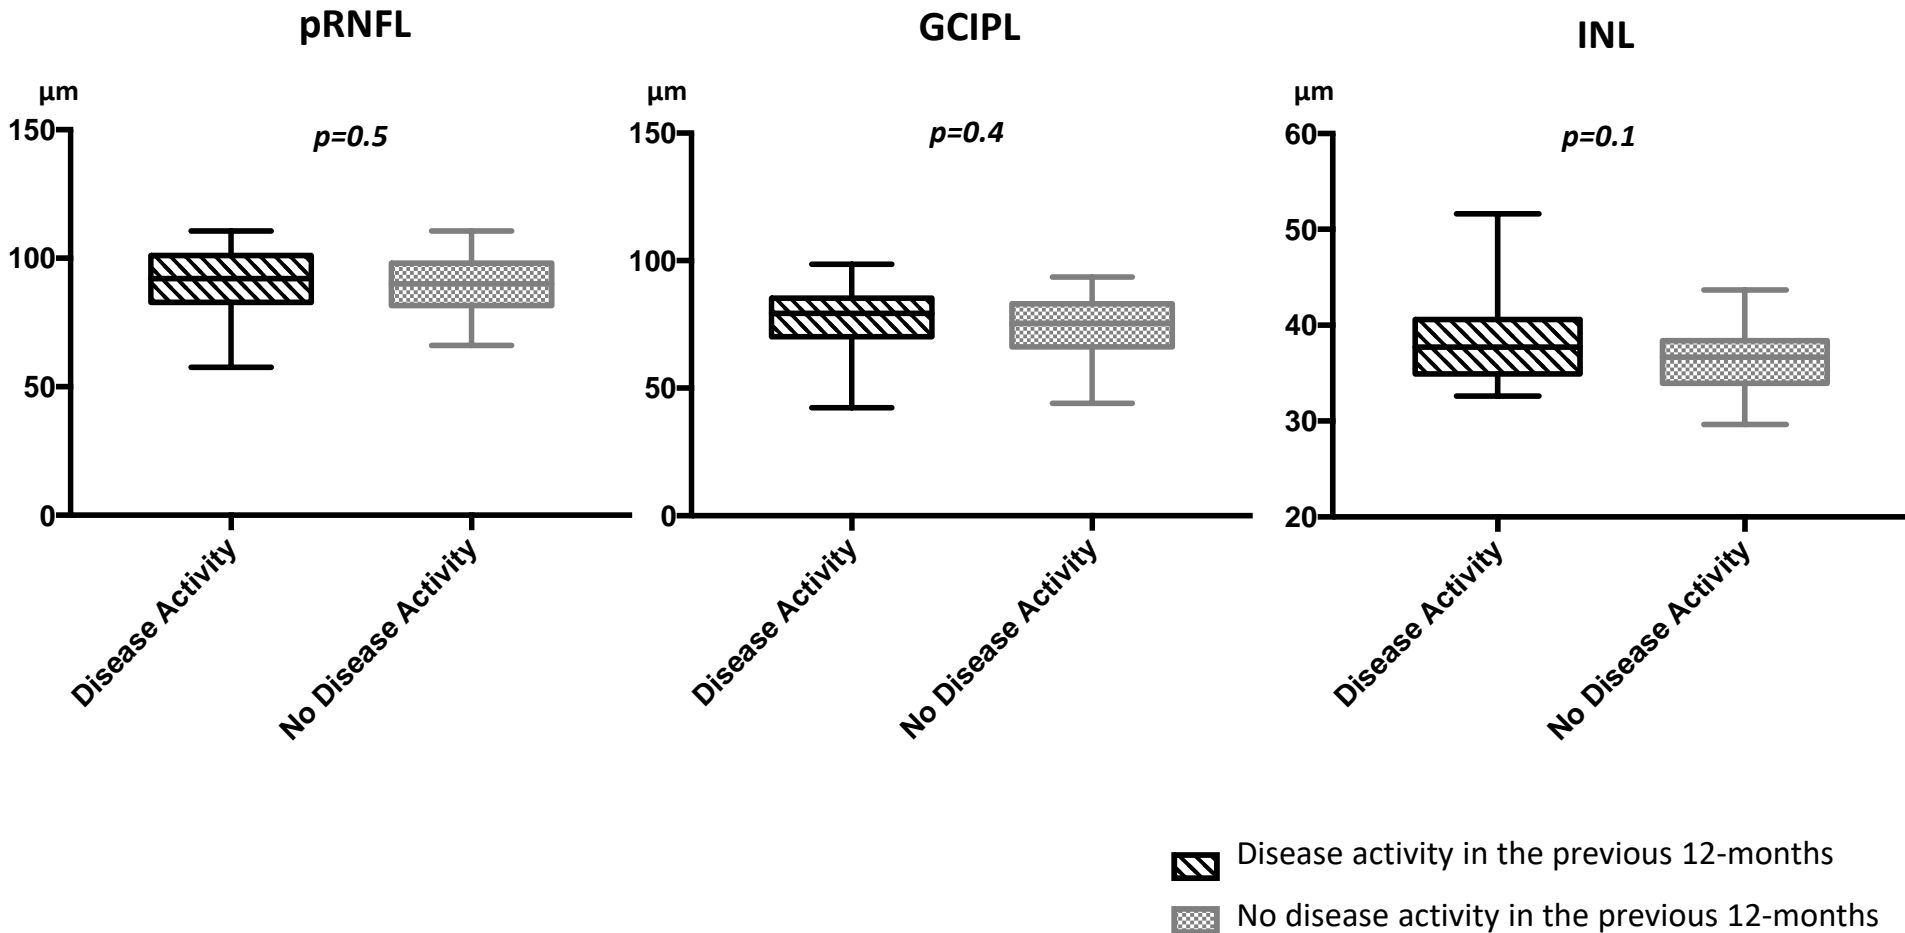 pRNFL
µm
150
100
50
0
p=0.5
Disease Activity
No Disease Activity
GCIPL
µm
150
100
50
0
p=0.4
Disease Activity
No Disease Activity
INL
µm
60
50
40
30
20
p=0.1
Disease Activity
No Disease Activity
Disease activity in the previous 12-months
No disease activity in the previous 12-months